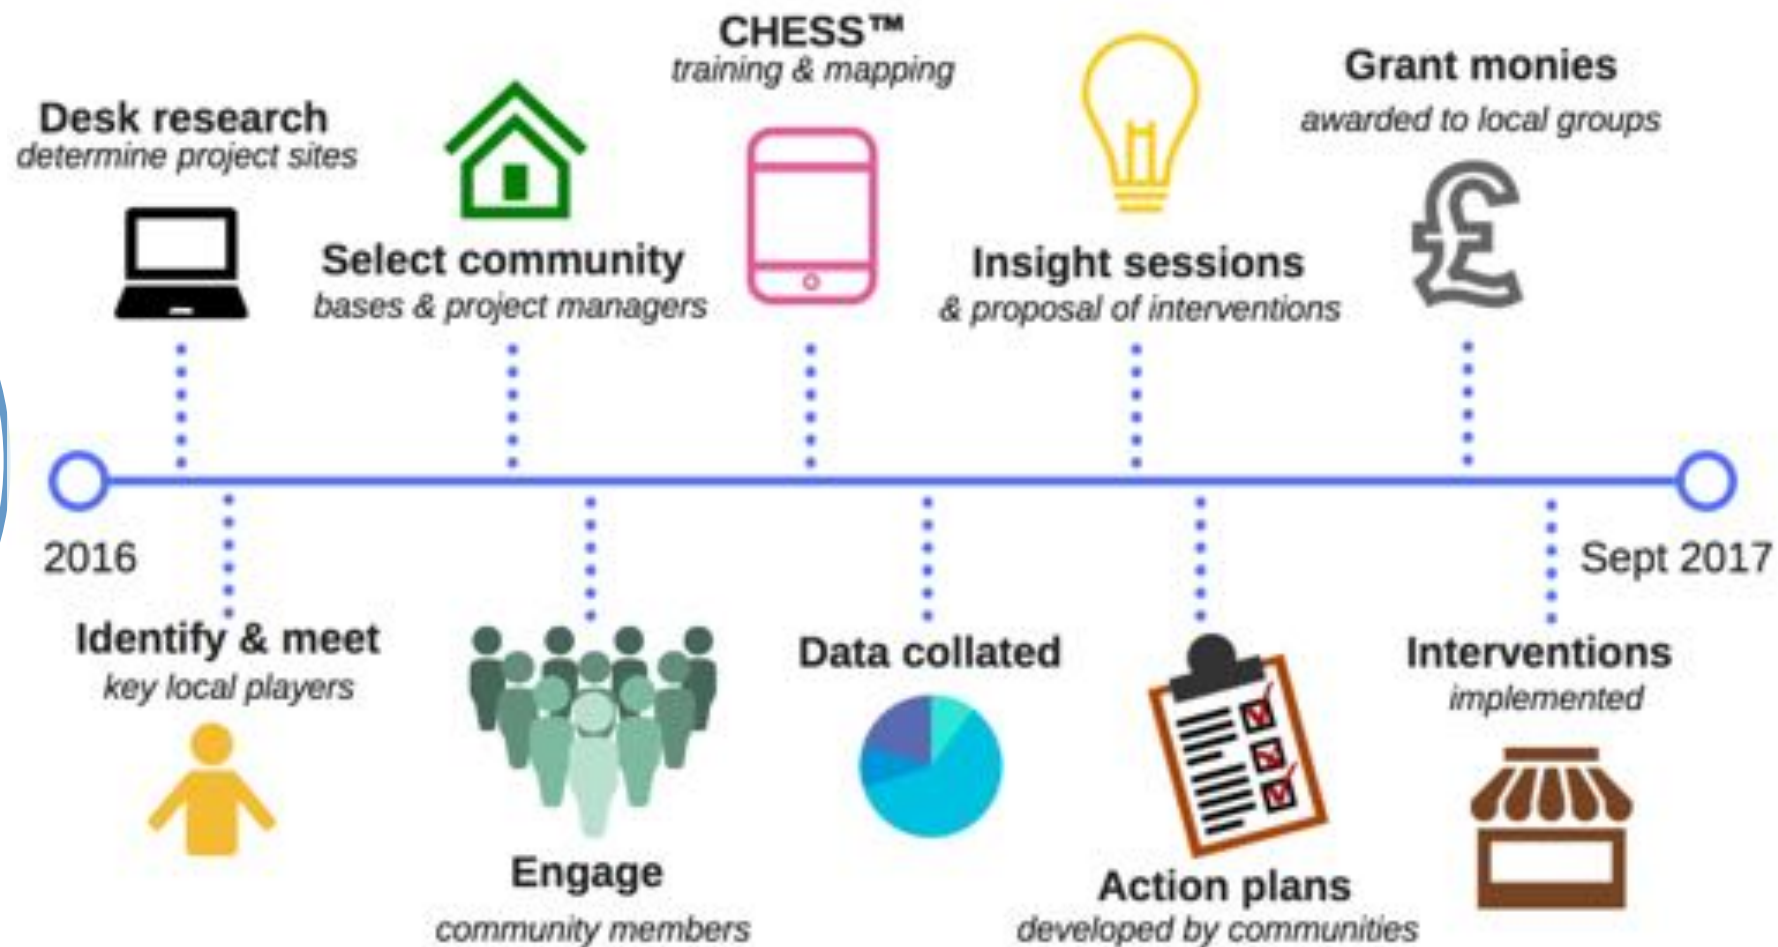 CHESS™
training & mapping
Grant monies
awarded to local groups
Desk research
determine project sites
Select community
bases & project managers
Insight sessions
& proposal of interventions
£
2016
Sept 2017
Identify & meet
key local players
Data collated
Interventions
implemented
Engage
community members
Action plans
developed by communities